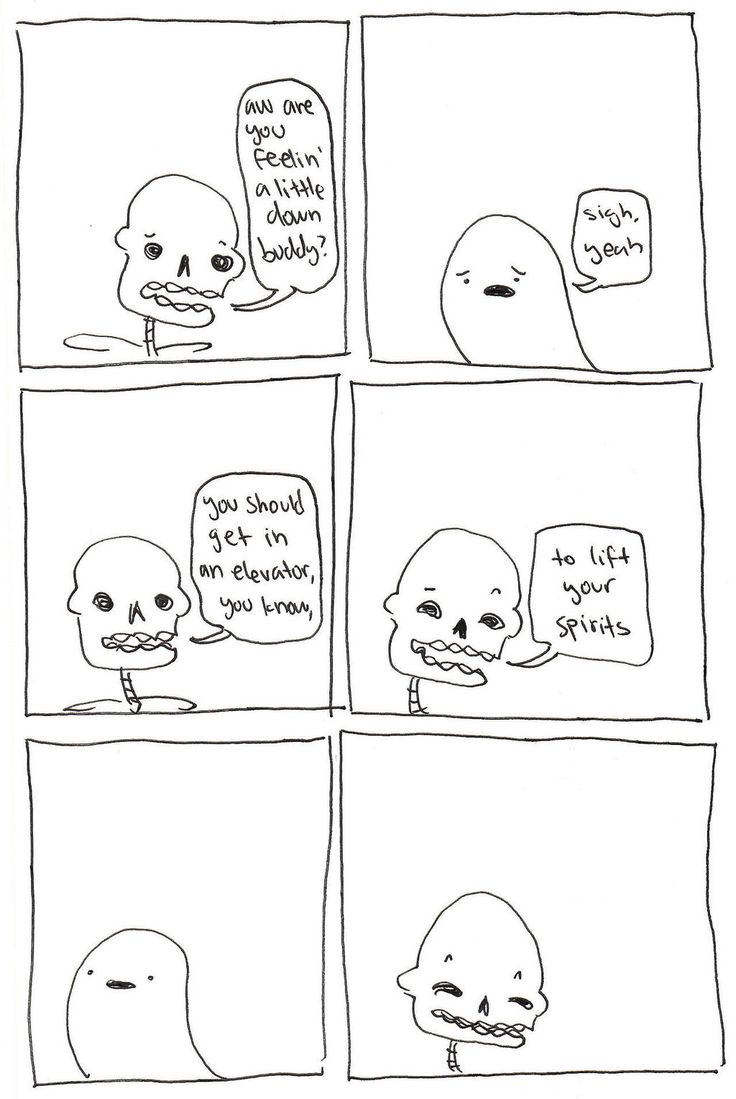 aw are
you
feelin'
a little
down
buddy?
sigh,
yeah
you should
get in
an elevator,
you know,
to lift
your
spirits